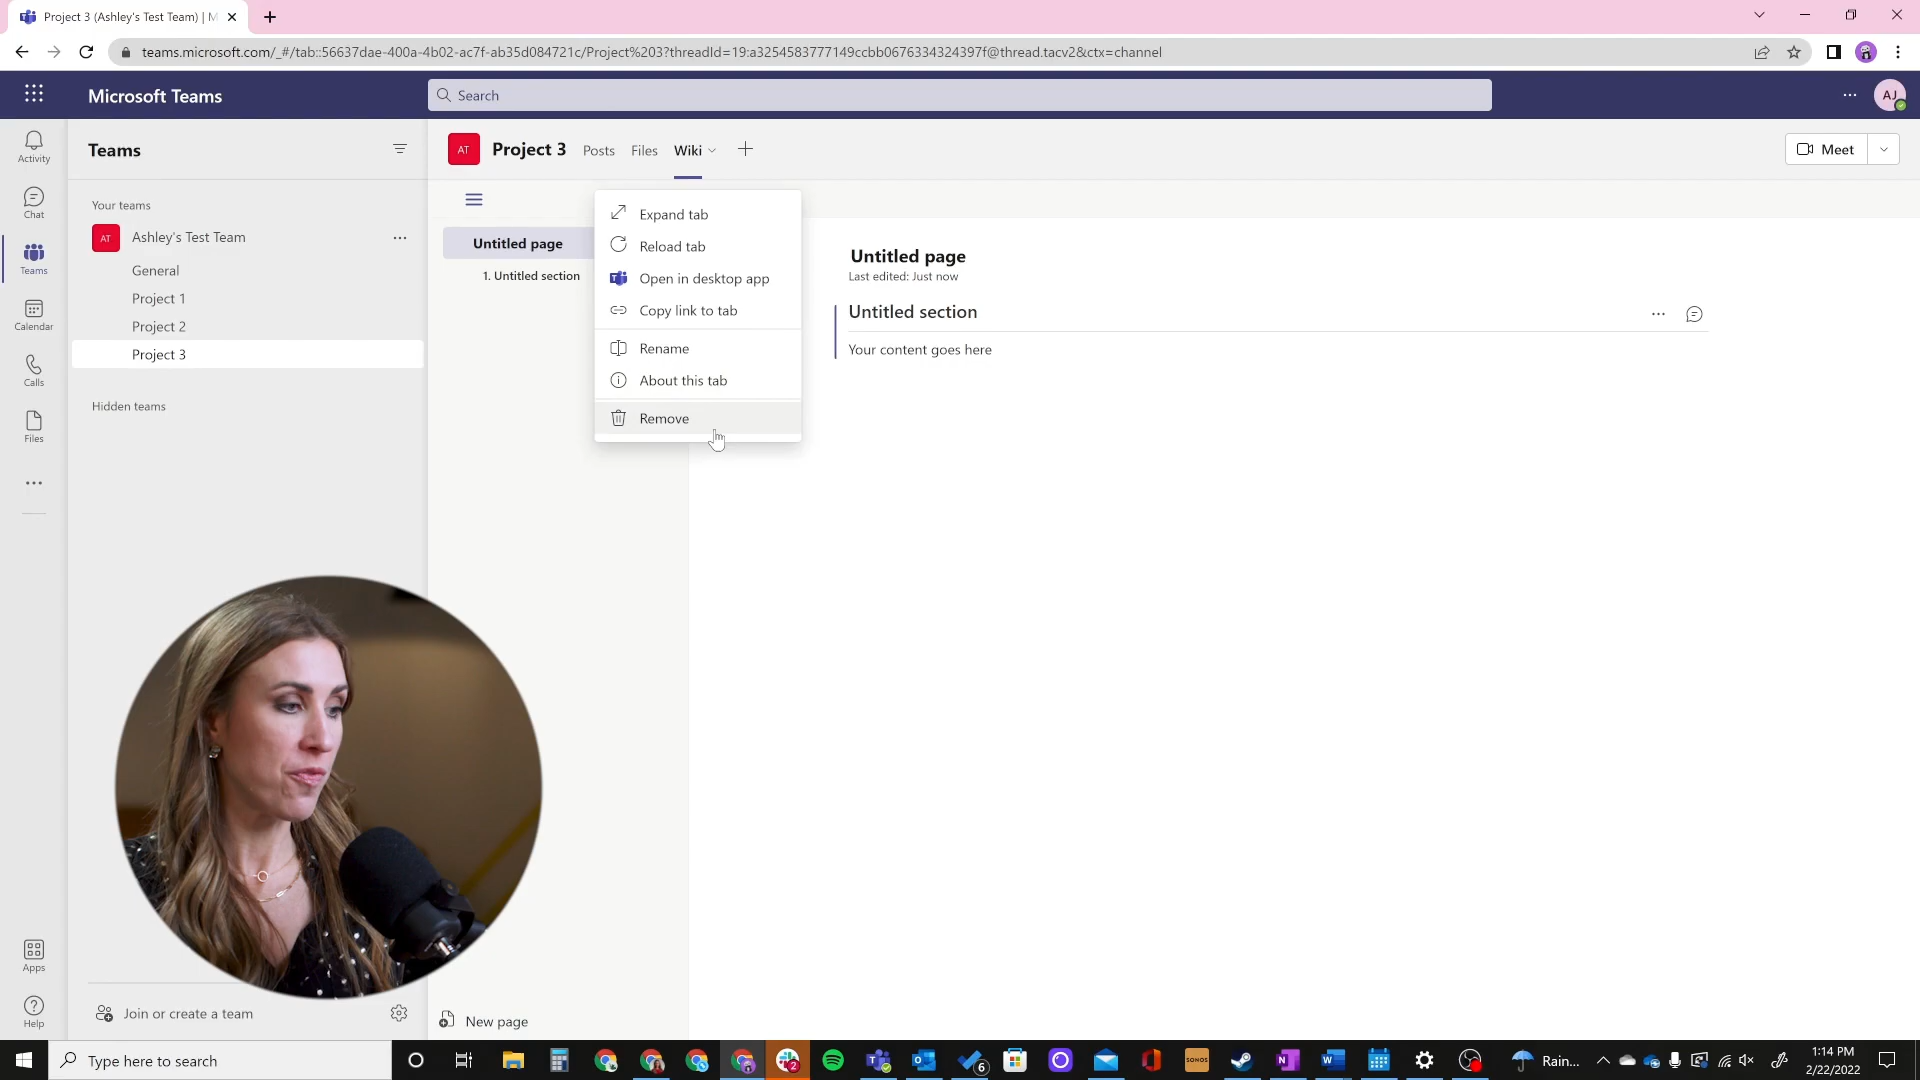 Project 3 (Ashley's Test Team) | M
teams.microsoft.com/_#/tab::56637dae-400a-4b02-ac7f-ab35d084721c/Project%203?threadId=19:a3254583777149ccbb0676334324397f@thread.tacv2&ctx=channel
Microsoft Teams
Search
AJ
Activity
Chat
Teams
Calendar
Calls
Files
Apps
Help
Teams
Your teams
AT Ashley's Test Team
General
Project 1
Project 2
Project 3
Hidden teams
Join or create a team
AT Project 3 Posts Files Wiki
Meet
Untitled page
1. Untitled section
New page
Expand tab
Reload tab
Open in desktop app
Copy link to tab
Rename
About this tab
Remove
Untitled page
Last edited: Just now
Untitled section
Your content goes here
Type here to search
2
6
SONOS
Rain...
1:14 PM
2/22/2022